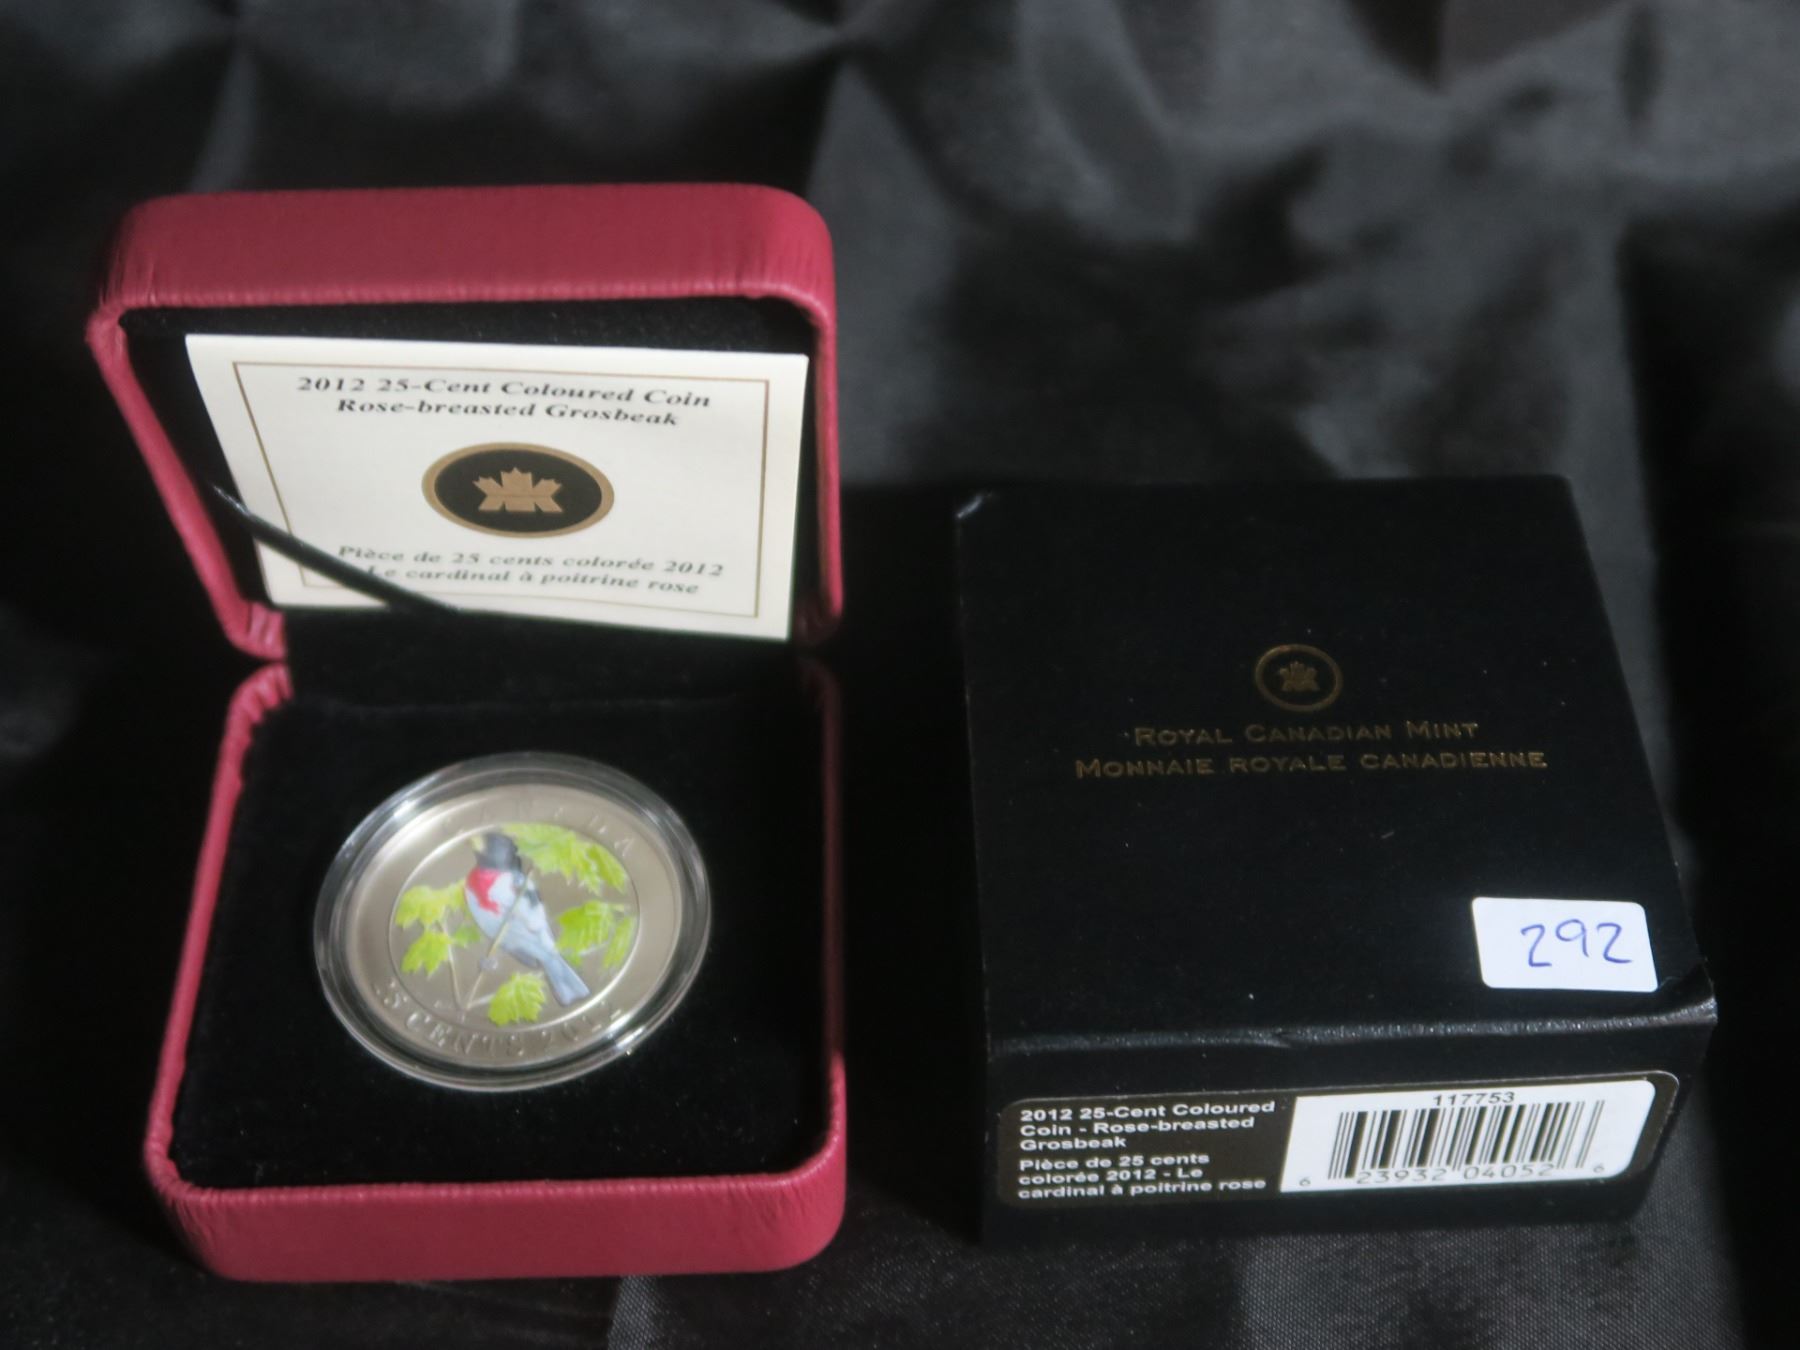 2012 25-Cent Coloured Coin
Rose-breasted Grosbeak
Pièce de 25 cents colorée 2012
Le cardinal à poitrine rose
CENTS 2012
ROYAL CANADIAN MINT
MONNAIE ROYALE CANADIENNE
292
2012 25-Cent Coloured
Coin - Rose-breasted
Grosbeak
Pièce de 25 cents
colorée 2012 - Le
cardinal à poitrine rose
117753
6 23932 04052 6